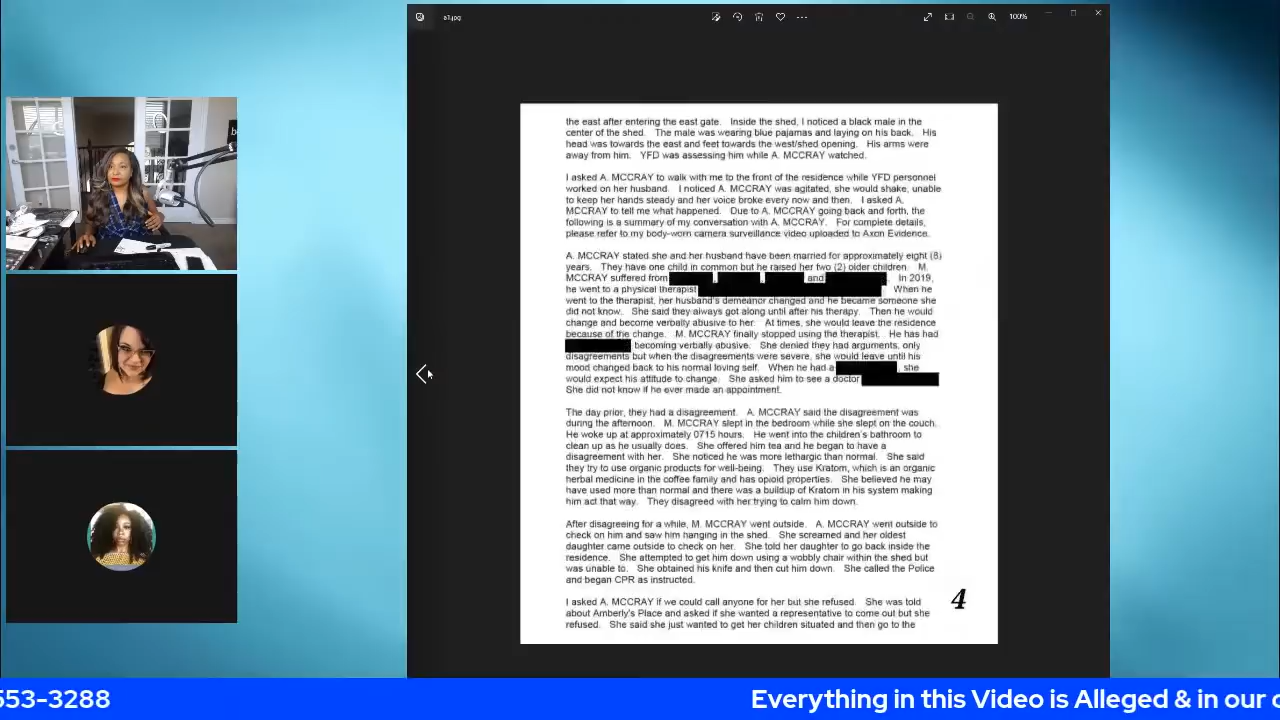 a1.jpg
100%
the east after entering the east gate. Inside the shed, I noticed a black male in the
center of the shed. The male was wearing blue pajamas and laying on his back. His
head was towards the east and feet towards the west/shed opening. His arms were
away from him. YFD was assessing him while A. MCCRAY watched.
I asked A. MCCRAY to walk with me to the front of the residence while YFD personnel
worked on her husband. I noticed A. MCCRAY was agitated, she would shake, unable
to keep her hands steady and her voice broke every now and then. I asked A.
MCCRAY to tell me what happened. Due to A. MCCRAY going back and forth, the
following is a summary of my conversation with A. MCCRAY. For complete details,
please refer to my body-worn camera surveillance video uploaded to Axon Evidence.
A. MCCRAY stated she and her husband have been married for approximately eight (8)
years. They have one child in common but he raised her two (2) older children. M.
MCCRAY suffered from , , and . In 2019,
he went to a physical therapist . When he
went to the therapist, her husband's demeanor changed and he became someone she
did not know. She said they always got along until after his therapy. Then he would
change and become verbally abusive to her. At times, she would leave the residence
because of the change. M. MCCRAY finally stopped using the therapist. He has had
becoming verbally abusive. She denied they had arguments, only
disagreements but when the disagreements were severe, she would leave until his
mood changed back to his normal loving self. When he had a , she
would expect his attitude to change. She asked him to see a doctor
She did not know if he ever made an appointment.
The day prior, they had a disagreement. A. MCCRAY said the disagreement was
during the afternoon. M. MCCRAY slept in the bedroom while she slept on the couch.
He woke up at approximately 0715 hours. He went into the children's bathroom to
clean up as he usually does. She offered him tea and he began to have a
disagreement with her. She noticed he was more lethargic than normal. She said
they try to use organic products for well-being. They use Kratom, which is an organic
herbal medicine in the coffee family and has opioid properties. She believed he may
have used more than normal and there was a buildup of Kratom in his system making
him act that way. They disagreed with her trying to calm him down.
After disagreeing for a while, M. MCCRAY went outside. A. MCCRAY went outside to
check on him and saw him hanging in the shed. She screamed and her oldest
daughter came outside to check on her. She told her daughter to go back inside the
residence. She attempted to get him down using a wobbly chair within the shed but
was unable to. She obtained his knife and then cut him down. She called the Police
and began CPR as instructed.
I asked A. MCCRAY if we could call anyone for her but she refused. She was told
about Amberly's Place and asked if she wanted a representative to come out but she
refused. She said she just wanted to get her children situated and then go to the
4
553-3288
Everything in this Video is Alleged & in our